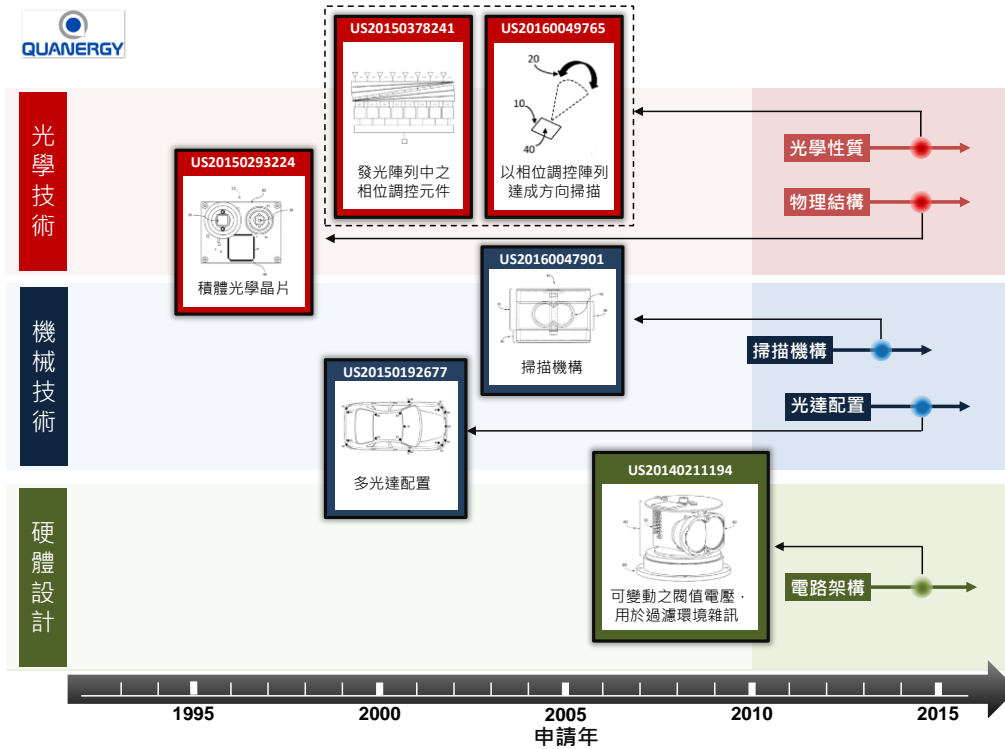 QUANERGY
US20150378241
發光陣列中之
相位調控元件
US20160049765
20
10
40
以相位調控陣列
達成方向掃描
光學技術
US20150293224
積體光學晶片
光學性質
物理結構
US20160047901
掃描機構
機械技術
US20150192677
多光達配置
掃描機構
光達配置
硬體設計
US20140211194
可變動之閥值電壓，
用於過濾環境雜訊
電路架構
1995
2000
2005
2010
2015
申請年